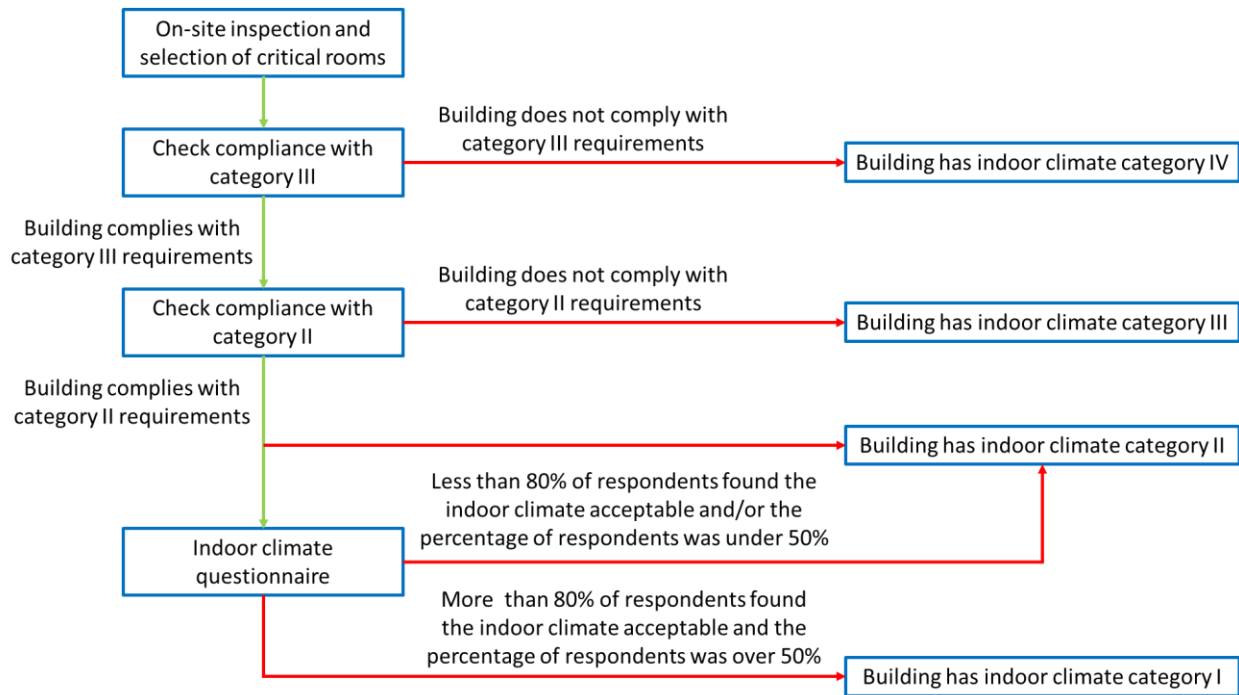 On-site inspection and
selection of critical rooms
Building does not comply with
category III requirements
Check compliance with
category III
Building has indoor climate category IV
Building complies with
category III requirements
Building does not comply with
category II requirements
Check compliance with
category II
Building has indoor climate category III
Building complies with
category II requirements
Building has indoor climate category II
Less than 80% of respondents found the
indoor climate acceptable and/or the
percentage of respondents was under 50%
Indoor climate
questionnaire
More than 80% of respondents found
the indoor climate acceptable and the
percentage of respondents was over 50%
Building has indoor climate category I